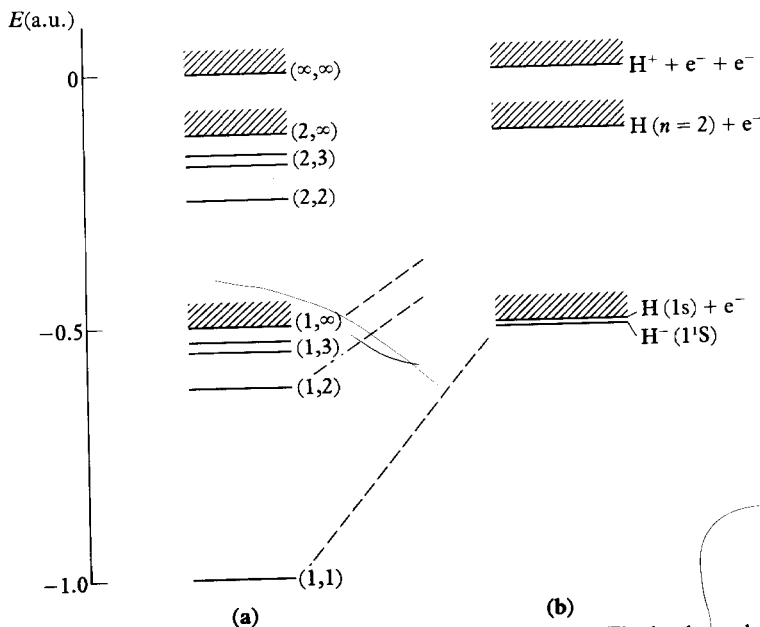 E(a.u.)
0
−0.5
−1.0
(∞,∞)
(2,∞)
(2,3)
(2,2)
(1,∞)
(1,3)
(1,2)
(1,1)
(a)
H⁺ + e⁻ + e⁻
H (n = 2) + e⁻
H (1s) + e⁻
H⁻ (1¹S)
(b)